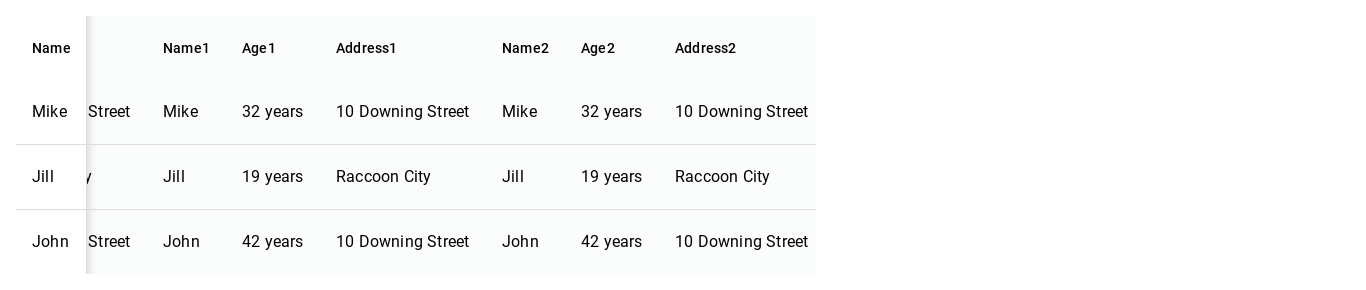 Name Name1 Age1 Address1 Name2 Age2 Address2
Mike Street Mike 32 years 10 Downing Street Mike 32 years 10 Downing Street
Jill y Jill 19 years Raccoon City Jill 19 years Raccoon City
John Street John 42 years 10 Downing Street John 42 years 10 Downing Street